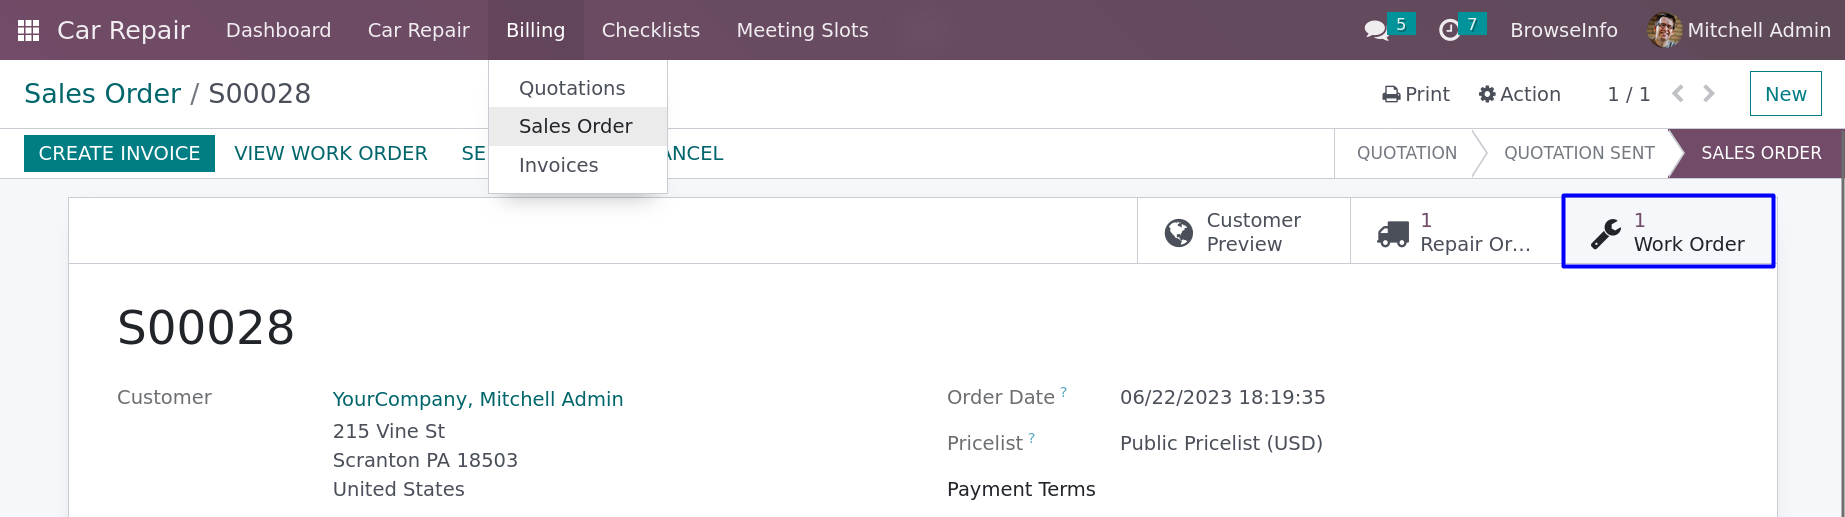 Car Repair Dashboard Car Repair Billing Checklists Meeting Slots 5 7 BrowseInfo Mitchell Admin
Quotations
Sales Order
Invoices
Sales Order / S00028 Print Action 1 / 1 New
CREATE INVOICE VIEW WORK ORDER SE ANCEL QUOTATION QUOTATION SENT SALES ORDER
Customer
Preview
1
Repair Or...
1
Work Order
S00028
Customer YourCompany, Mitchell Admin
215 Vine St
Scranton PA 18503
United States
Order Date ? 06/22/2023 18:19:35
Pricelist ? Public Pricelist (USD)
Payment Terms